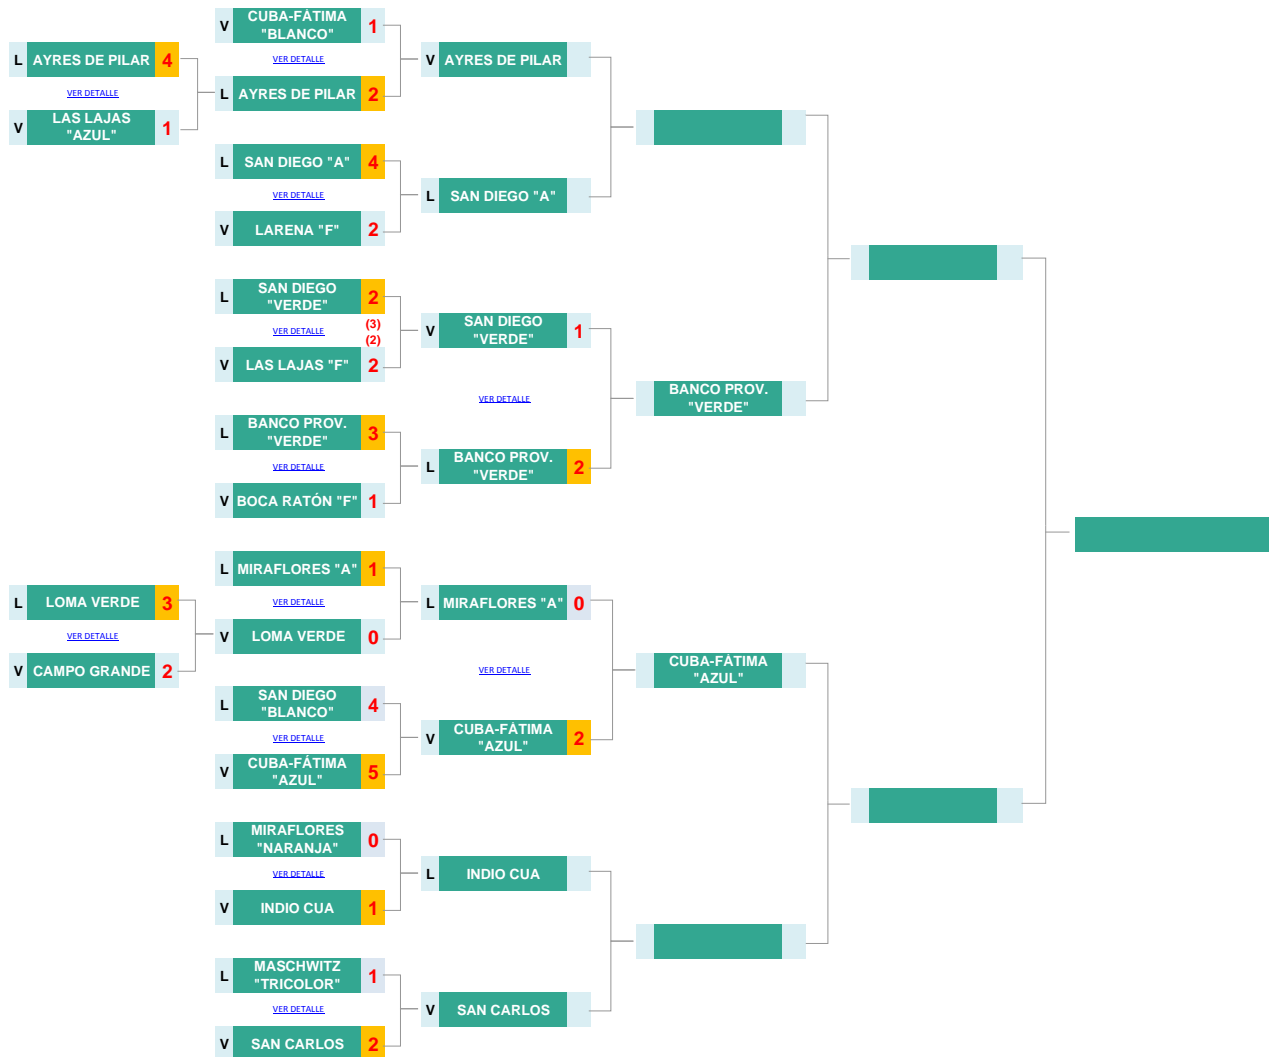 L AYRES DE PILAR 4
VER DETALLE
V LAS LAJAS
"AZUL" 1
L LOMA VERDE 3
VER DETALLE
V CAMPO GRANDE 2
V CUBA-FÁTIMA
"BLANCO" 1
VER DETALLE
L AYRES DE PILAR 2
L SAN DIEGO "A" 4
VER DETALLE
V LARENA "F" 2
L SAN DIEGO
"VERDE" 2
(3)
VER DETALLE
(2)
V LAS LAJAS "F" 2
L BANCO PROV.
"VERDE" 3
VER DETALLE
V BOCA RATÓN "F" 1
L MIRAFLORES "A" 1
VER DETALLE
V LOMA VERDE 0
L SAN DIEGO
"BLANCO" 4
VER DETALLE
V CUBA-FÁTIMA
"AZUL" 5
L MIRAFLORES
"NARANJA" 0
VER DETALLE
V INDIO CUA 1
L MASCHWITZ
"TRICOLOR" 1
VER DETALLE
V SAN CARLOS 2
V AYRES DE PILAR
L SAN DIEGO "A"
V SAN DIEGO
"VERDE" 1
VER DETALLE
L BANCO PROV.
"VERDE" 2
L MIRAFLORES "A" 0
VER DETALLE
V CUBA-FÁTIMA
"AZUL" 2
L INDIO CUA
V SAN CARLOS
BANCO PROV.
"VERDE"
CUBA-FÁTIMA
"AZUL"